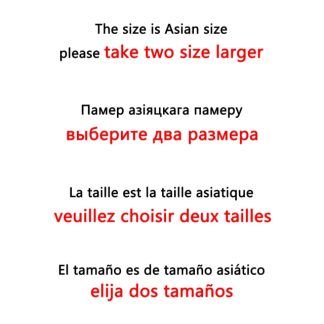 The size is Asian size
please take two size larger
Памер азіяцкага памеру
выберите два размера
La taille est la taille asiatique
veuillez choisir deux tailles
El tamaño es de tamaño asiático
elija dos tamaños